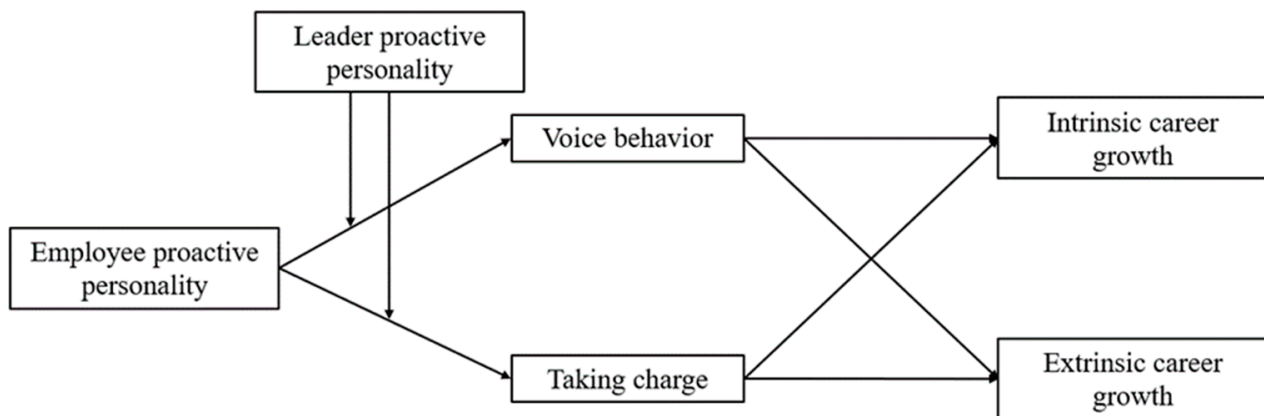 Leader proactive
personality
Voice behavior
Intrinsic career
growth
Employee proactive
personality
Taking charge
Extrinsic career
growth